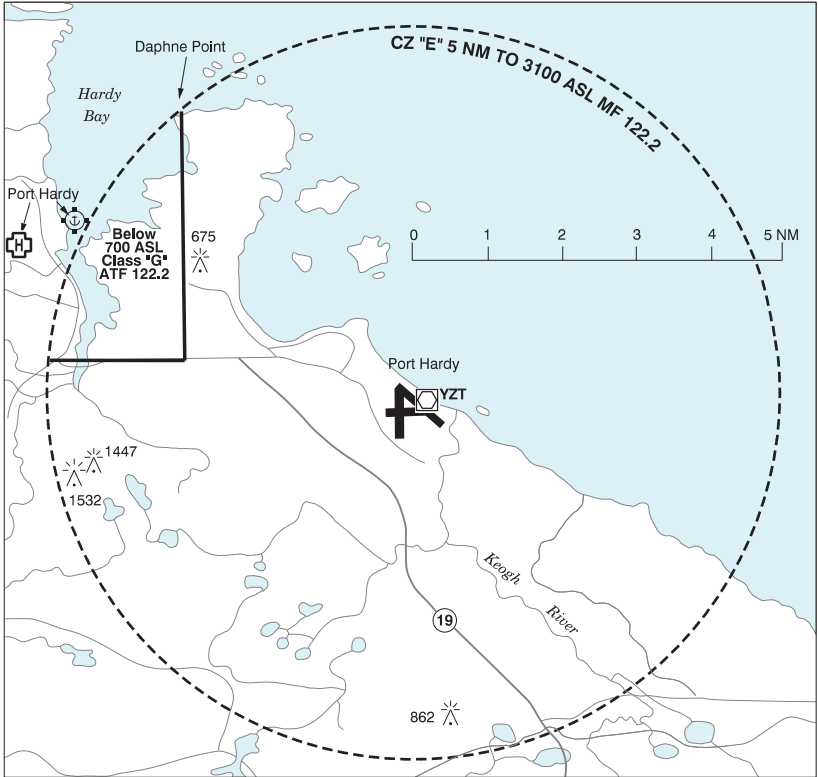 Daphne Point
CZ "E" 5 NM TO 3100 ASL MF 122.2
Hardy
Bay
Port Hardy
H
Below
700 ASL
Class "G"
ATF 122.2
675
0 1 2 3 4 5 NM
Port Hardy
YZT
1447
1532
Keogh
River
19
862